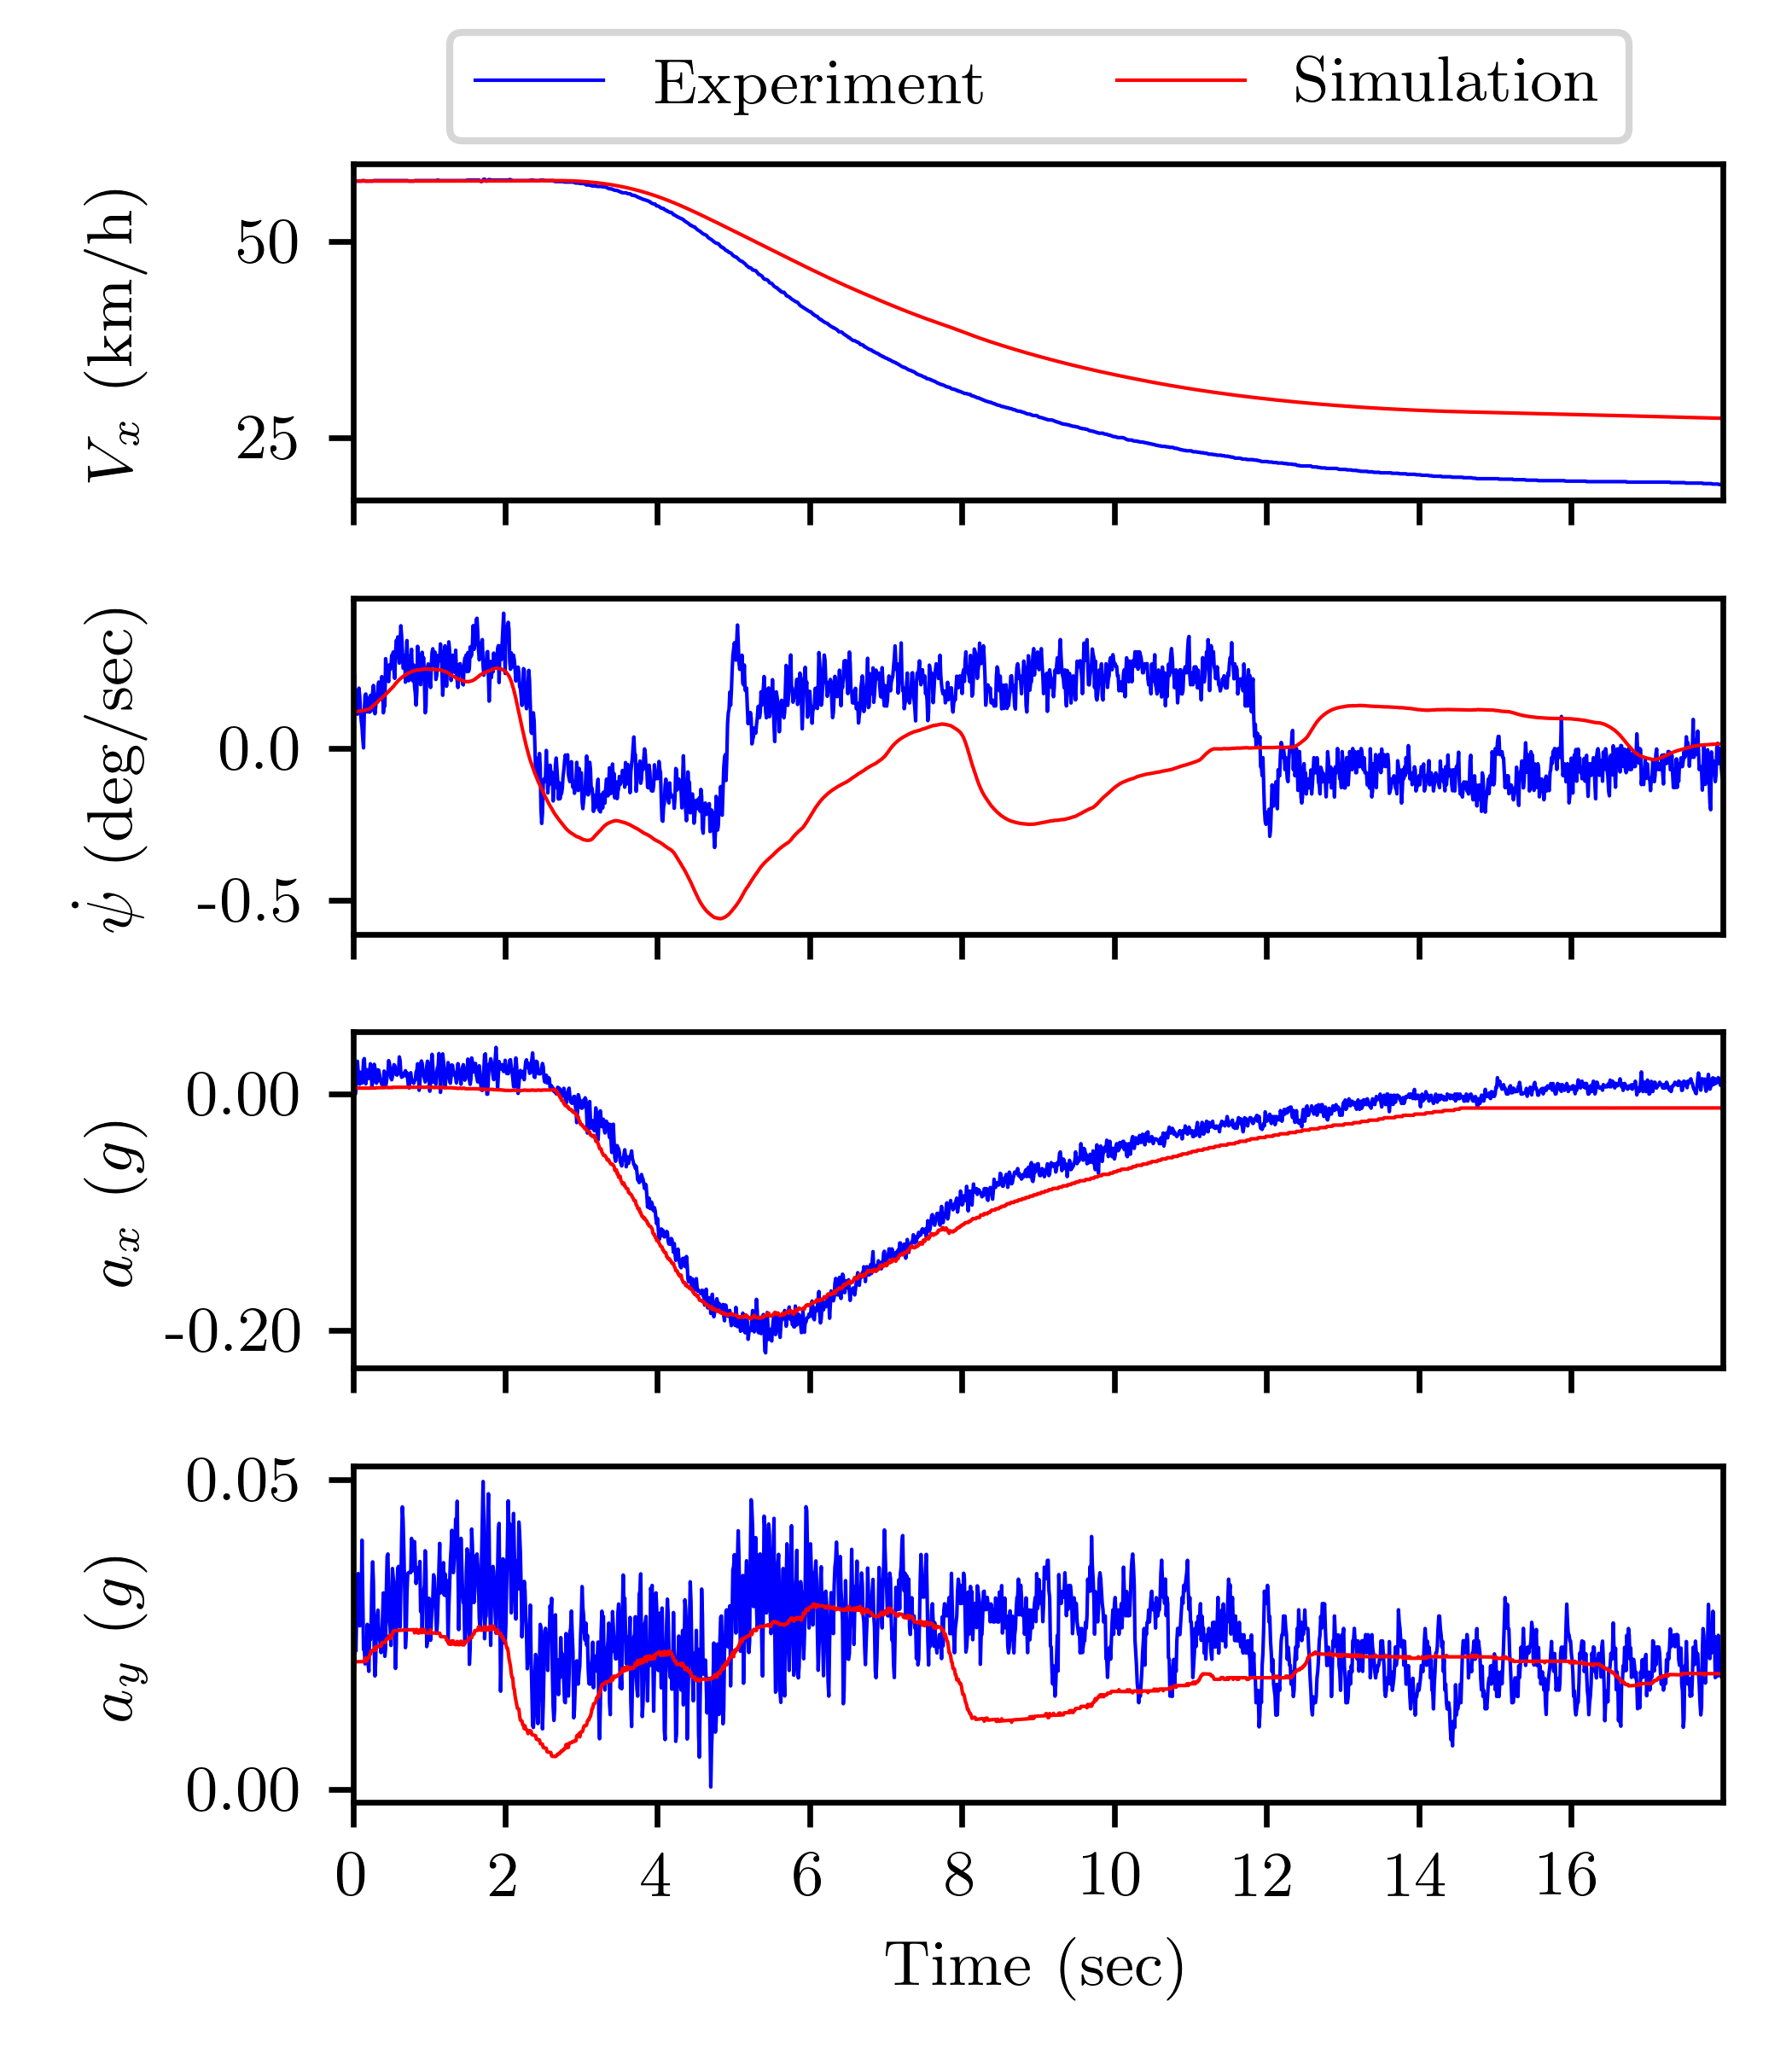 Experiment Simulation
V_x (km/h)
50
25
ψ̇ (deg/sec)
0.0
-0.5
a_x (g)
0.00
-0.20
a_y (g)
0.05
0.00
0 2 4 6 8 10 12 14 16
Time (sec)